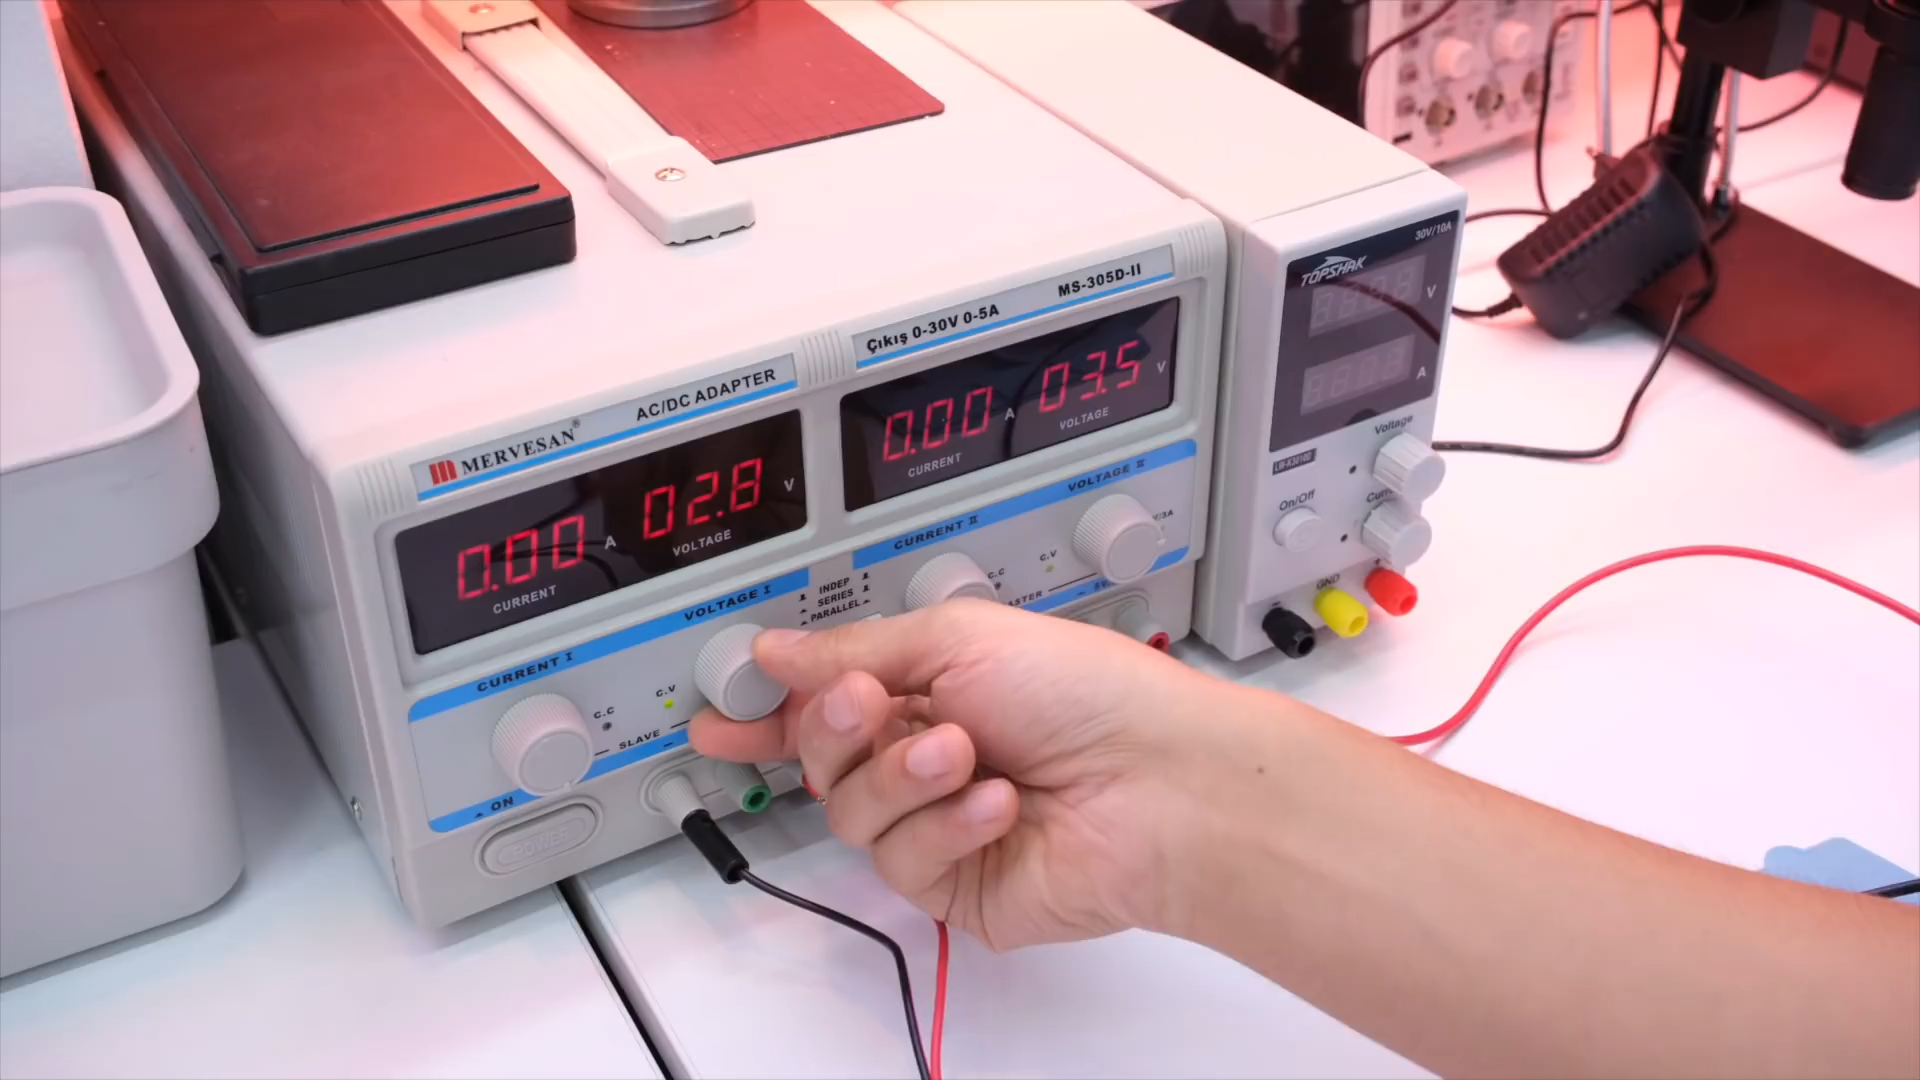 MERVESAN®
AC/DC ADAPTER
Çıkış 0-30V 0-5A
MS-305D-II
0.00 A
CURRENT
02.8 V
VOLTAGE
0.00 A
CURRENT
03.5 V
VOLTAGE
CURRENT I
VOLTAGE I
INDEP
SERIES
PARALLEL
CURRENT II
VOLTAGE II
C.C
C.V
SLAVE
C.C
C.V
ON
POWER
30V/10A
TOPSHAK
V
A
Voltage
On/Off
GND